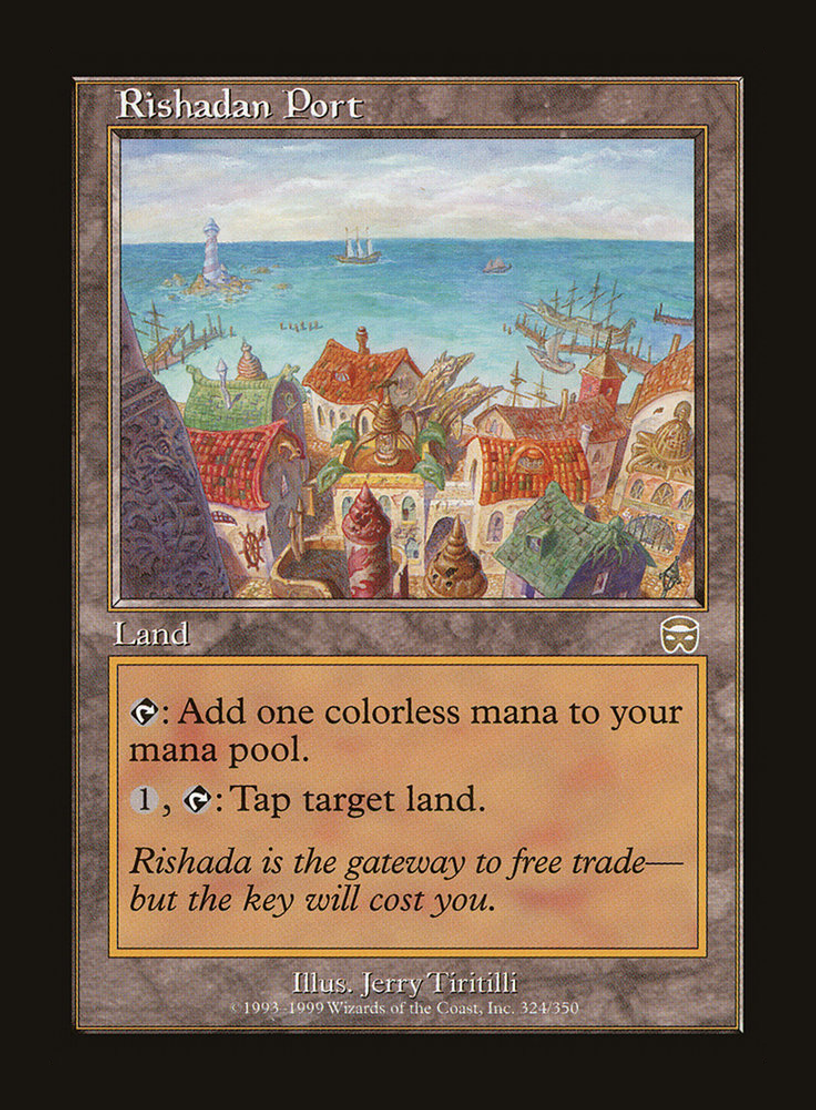 Rishadan Port
Land
: Add one colorless mana to your
mana pool.
1, : Tap target land.
Rishada is the gateway to free trade—
but the key will cost you.
Illus. Jerry Tiritilli
©1993–1999 Wizards of the Coast, Inc. 324/350